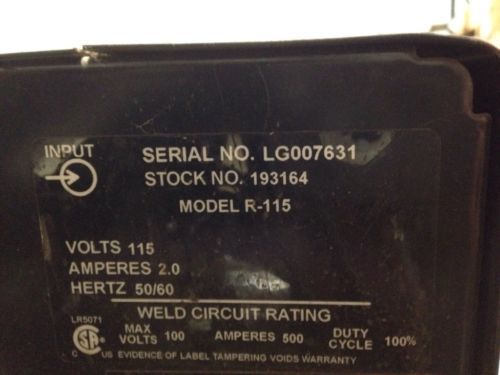 INPUT
SERIAL NO. LG007631
STOCK NO. 193164
MODEL R-115
VOLTS 115
AMPERES 2.0
HERTZ 50/60
WELD CIRCUIT RATING
LR5071
MAX VOLTS 100 AMPERES 500 DUTY CYCLE 100%
C US EVIDENCE OF LABEL TAMPERING VOIDS WARRANTY